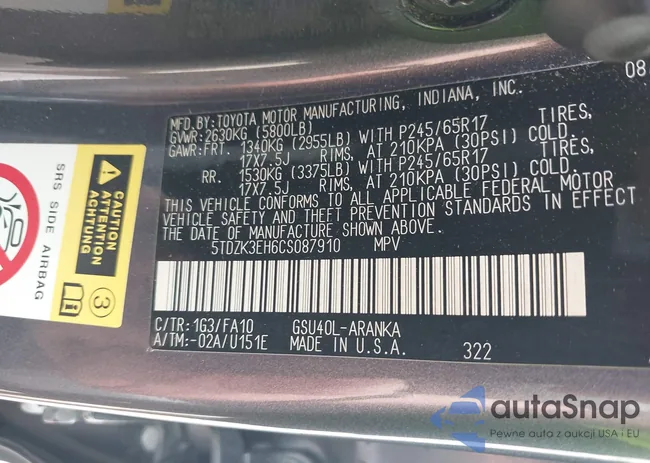 08
MFD.BY:TOYOTA MOTOR MANUFACTURING, INDIANA, INC.
GVWR:2630KG (5800LB)
GAWR:FRT. 1340KG (2955LB) WITH P245/65R17 TIRES,
17X7.5J RIMS, AT 210KPA (30PSI) COLD.
RR. 1530KG (3375LB) WITH P245/65R17 TIRES,
17X7.5J RIMS, AT 210KPA (30PSI) COLD.
THIS VEHICLE CONFORMS TO ALL APPLICABLE FEDERAL MOTOR
VEHICLE SAFETY AND THEFT PREVENTION STANDARDS IN EFFECT
ON THE DATE OF MANUFACTURE SHOWN ABOVE.
5TDZK3EH6CS087910 MPV
C/TR:1G3/FA10 GSU40L-ARANKA
A/TM:-02A/U151E MADE IN U.S.A. 322
SRS SIDE AIRBAG
CAUTION
ATTENTION
ACHTUNG
3
autaSnap
Pewne auta z aukcji USA i EU